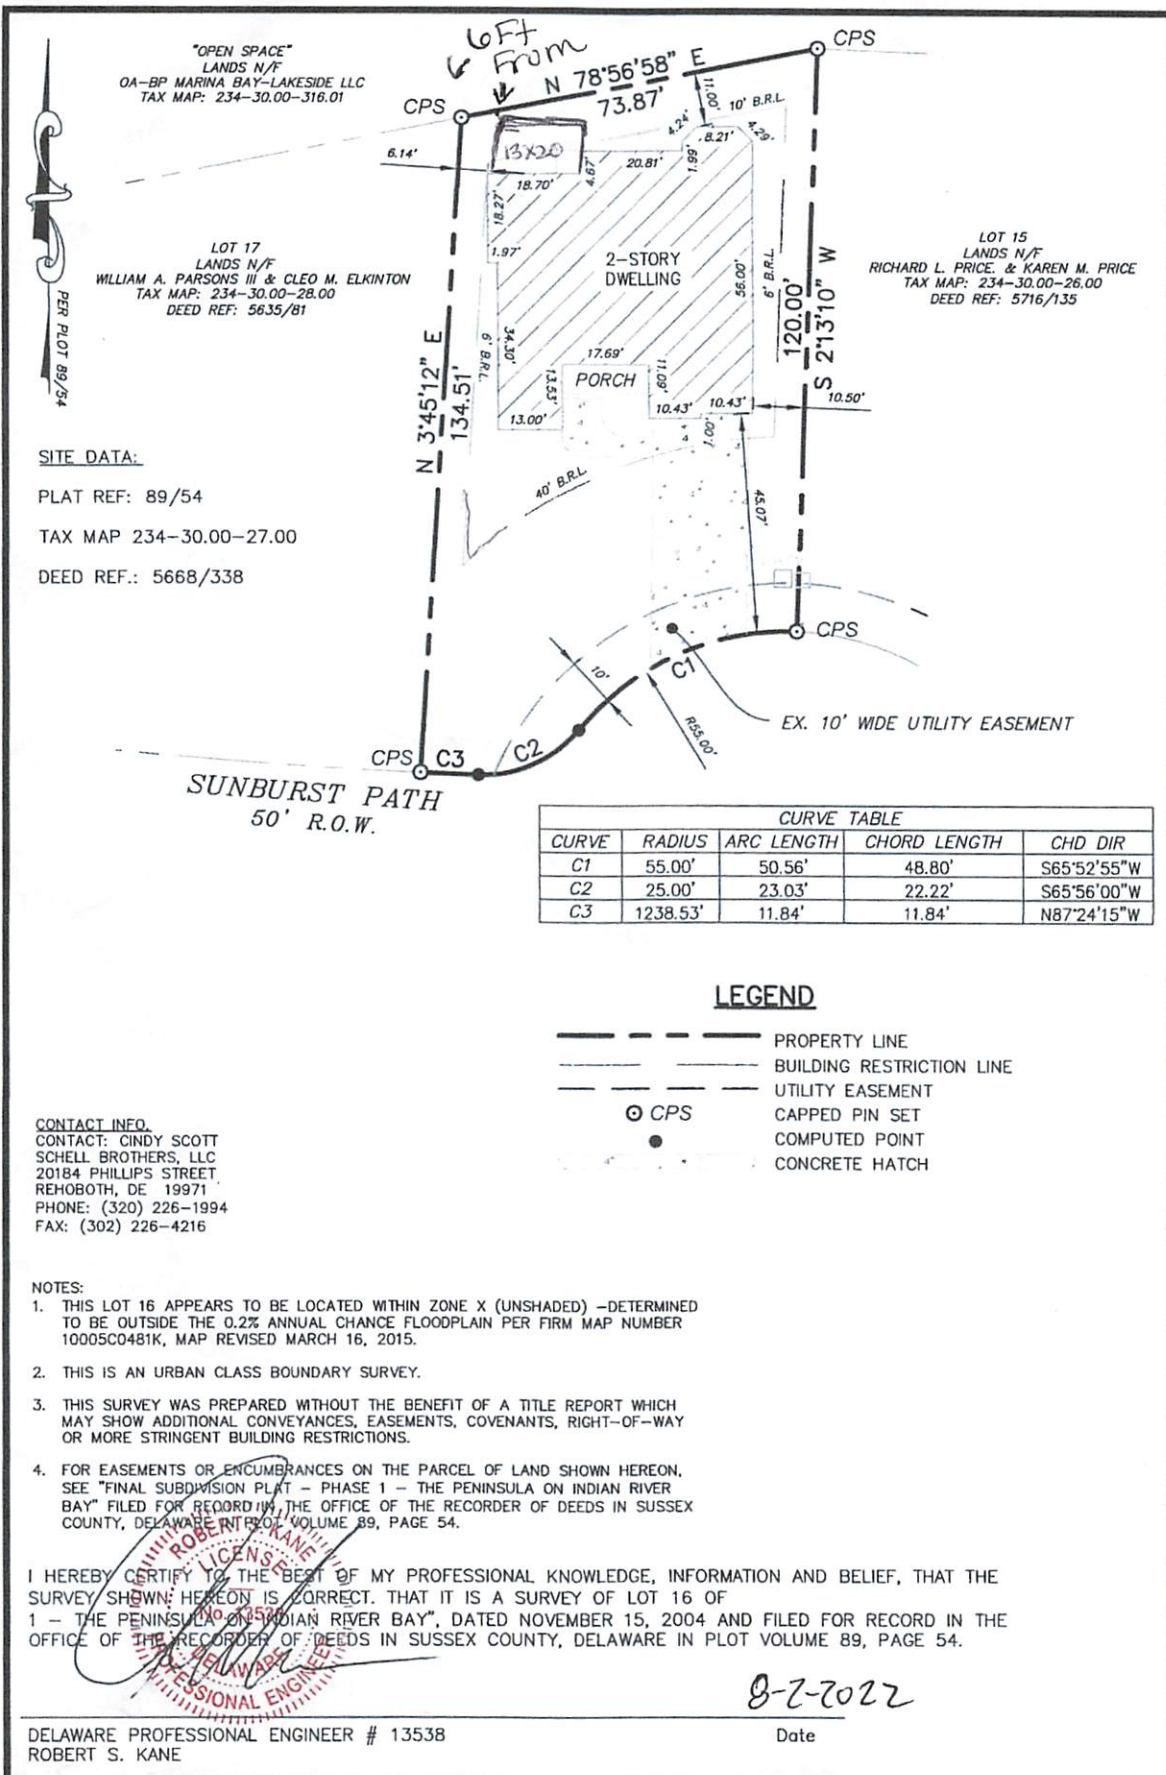 "OPEN SPACE"
LANDS N/F
OA-BP MARINA BAY-LAKESIDE LLC
TAX MAP: 234-30.00-316.01
6Ft
From
CPS
N 78°56'58" E
73.87'
CPS
11.00'
10' B.R.L.
4.24'
8.21'
4.29'
6.14'
13x20
18.70'
4.67'
20.81'
1.99'
18.27'
1.97'
2-STORY
DWELLING
56.00'
6' B.R.L.
120.00'
S 2°13'10" W
LOT 17
LANDS N/F
WILLIAM A. PARSONS III & CLEO M. ELKINTON
TAX MAP: 234-30.00-28.00
DEED REF: 5635/81
LOT 15
LANDS N/F
RICHARD L. PRICE. & KAREN M. PRICE
TAX MAP: 234-30.00-26.00
DEED REF: 5716/135
PER PLOT 89/54
N 3°45'12" E
134.51'
6' B.R.L.
34.30'
17.69'
PORCH
13.53'
11.09'
13.00'
10.43'
10.43'
10.50'
1.00'
40' B.R.L.
45.07'
SITE DATA:
PLAT REF: 89/54
TAX MAP 234-30.00-27.00
DEED REF.: 5668/338
CPS
10'
C1
R55.00'
EX. 10' WIDE UTILITY EASEMENT
CPS
C3
C2
SUNBURST PATH
50' R.O.W.
CURVE TABLE
CURVE RADIUS ARC LENGTH CHORD LENGTH CHD DIR
C1 55.00' 50.56' 48.80' S65°52'55"W
C2 25.00' 23.03' 22.22' S65°56'00"W
C3 1238.53' 11.84' 11.84' N87°24'15"W
LEGEND
PROPERTY LINE
BUILDING RESTRICTION LINE
UTILITY EASEMENT
CPS CAPPED PIN SET
COMPUTED POINT
CONCRETE HATCH
CONTACT INFO.
CONTACT: CINDY SCOTT
SCHELL BROTHERS, LLC
20184 PHILLIPS STREET
REHOBOTH, DE 19971
PHONE: (320) 226-1994
FAX: (302) 226-4216
NOTES:
1. THIS LOT 16 APPEARS TO BE LOCATED WITHIN ZONE X (UNSHADED) -DETERMINED
TO BE OUTSIDE THE 0.2% ANNUAL CHANCE FLOODPLAIN PER FIRM MAP NUMBER
10005C0481K, MAP REVISED MARCH 16, 2015.
2. THIS IS AN URBAN CLASS BOUNDARY SURVEY.
3. THIS SURVEY WAS PREPARED WITHOUT THE BENEFIT OF A TITLE REPORT WHICH
MAY SHOW ADDITIONAL CONVEYANCES, EASEMENTS, COVENANTS, RIGHT-OF-WAY
OR MORE STRINGENT BUILDING RESTRICTIONS.
4. FOR EASEMENTS OR ENCUMBRANCES ON THE PARCEL OF LAND SHOWN HEREON,
SEE "FINAL SUBDIVISION PLAT - PHASE 1 - THE PENINSULA ON INDIAN RIVER
BAY" FILED FOR RECORD IN THE OFFICE OF THE RECORDER OF DEEDS IN SUSSEX
COUNTY, DELAWARE IN PLOT VOLUME 89, PAGE 54.
I HEREBY CERTIFY TO THE BEST OF MY PROFESSIONAL KNOWLEDGE, INFORMATION AND BELIEF, THAT THE
SURVEY SHOWN HEREON IS CORRECT. THAT IT IS A SURVEY OF LOT 16 OF
1 - THE PENINSULA ON INDIAN RIVER BAY", DATED NOVEMBER 15, 2004 AND FILED FOR RECORD IN THE
OFFICE OF THE RECORDER OF DEEDS IN SUSSEX COUNTY, DELAWARE IN PLOT VOLUME 89, PAGE 54.
ROBERT S. KANE
LICENSE
No. 13538
DELAWARE
PROFESSIONAL ENGINEER
8-2-2022
DELAWARE PROFESSIONAL ENGINEER # 13538
Date
ROBERT S. KANE